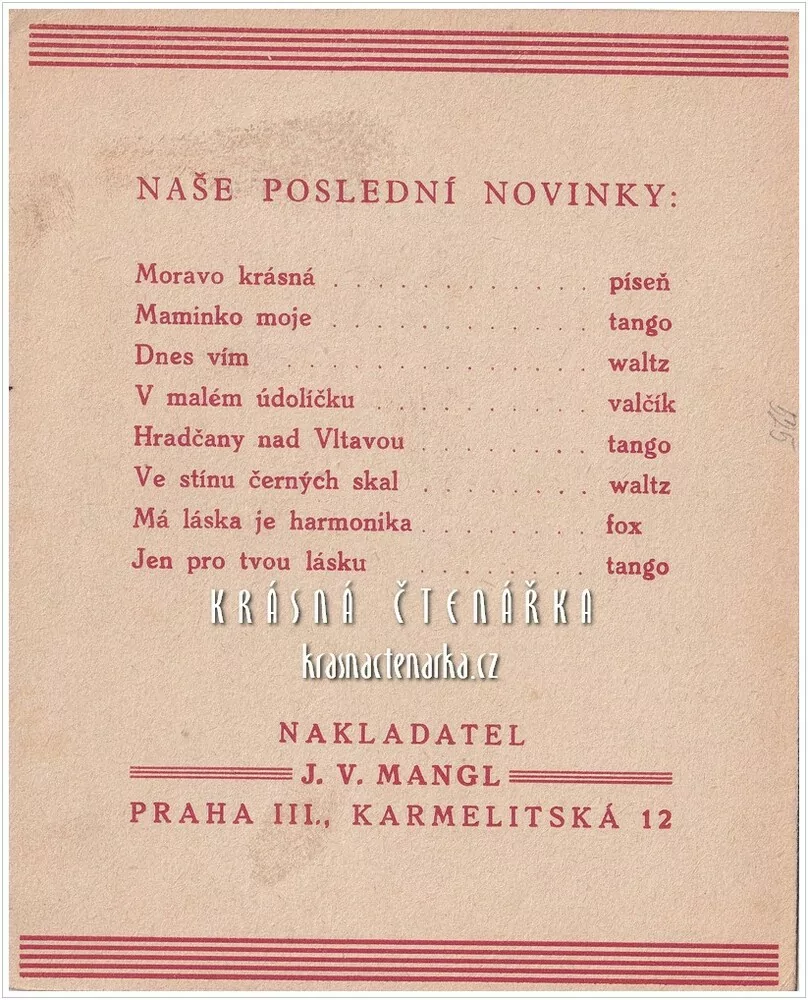 NAŠE POSLEDNÍ NOVINKY:
Moravo krásná . . . . . . . . . . . . . píseň
Maminko moje . . . . . . . . . . . . . tango
Dnes vím . . . . . . . . . . . . . . . waltz
V malém údolíčku . . . . . . . . . . . valčík
Hradčany nad Vltavou . . . . . . . . . tango
Ve stínu černých skal . . . . . . . . waltz
Má láska je harmonika . . . . . . . . fox
Jen pro tvou lásku . . . . . . . . tango
KRÁSNÁ ČTENÁŘKA
krasnactenarka.cz
NAKLADATEL
J. V. MANGL
PRAHA III., KARMELITSKÁ 12